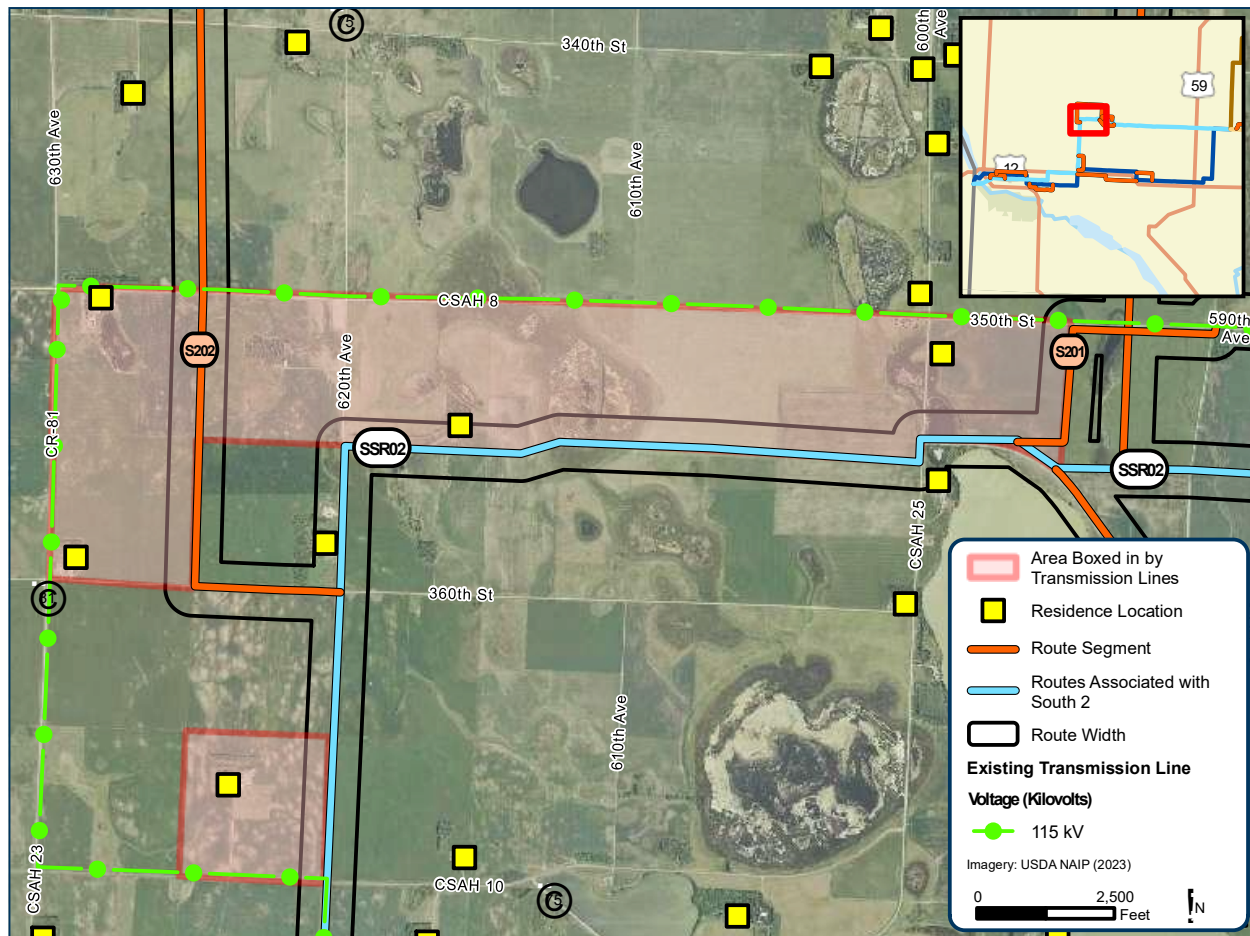 75
340th St
600th
Ave
630th Ave
610th Ave
59
12
CSAH 8
350th St
590th
Ave
S202
S201
620th Ave
CR-81
SSR02
SSR02
CSAH 25
360th St
81
610th Ave
CSAH 23
CSAH 10
75
Area Boxed in by
Transmission Lines
Residence Location
Route Segment
Routes Associated with
South 2
Route Width
Existing Transmission Line
Voltage (Kilovolts)
115 kV
Imagery: USDA NAIP (2023)
0
2,500
Feet
N